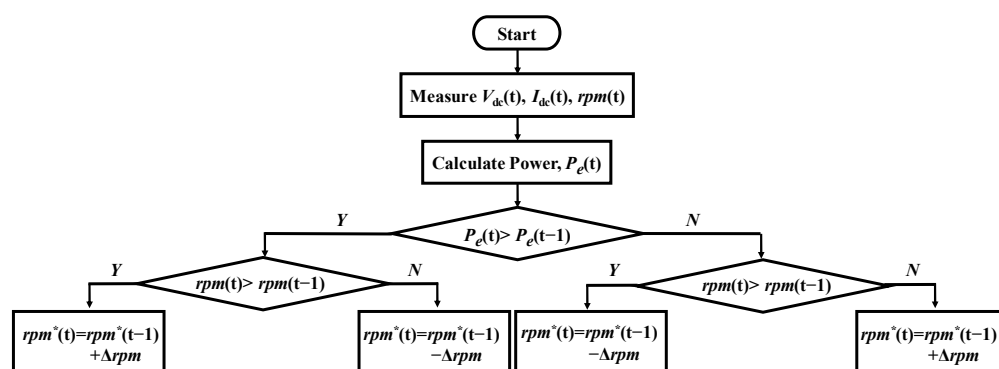 Start
Measure V_dc(t), I_dc(t), rpm(t)
Calculate Power, P_e(t)
Y
N
P_e(t)> P_e(t−1)
Y
rpm(t)> rpm(t−1)
N
Y
rpm(t)> rpm(t−1)
N
rpm*(t)=rpm*(t−1)
+Δrpm
rpm*(t)=rpm*(t−1)
−Δrpm
rpm*(t)=rpm*(t−1)
−Δrpm
rpm*(t)=rpm*(t−1)
+Δrpm